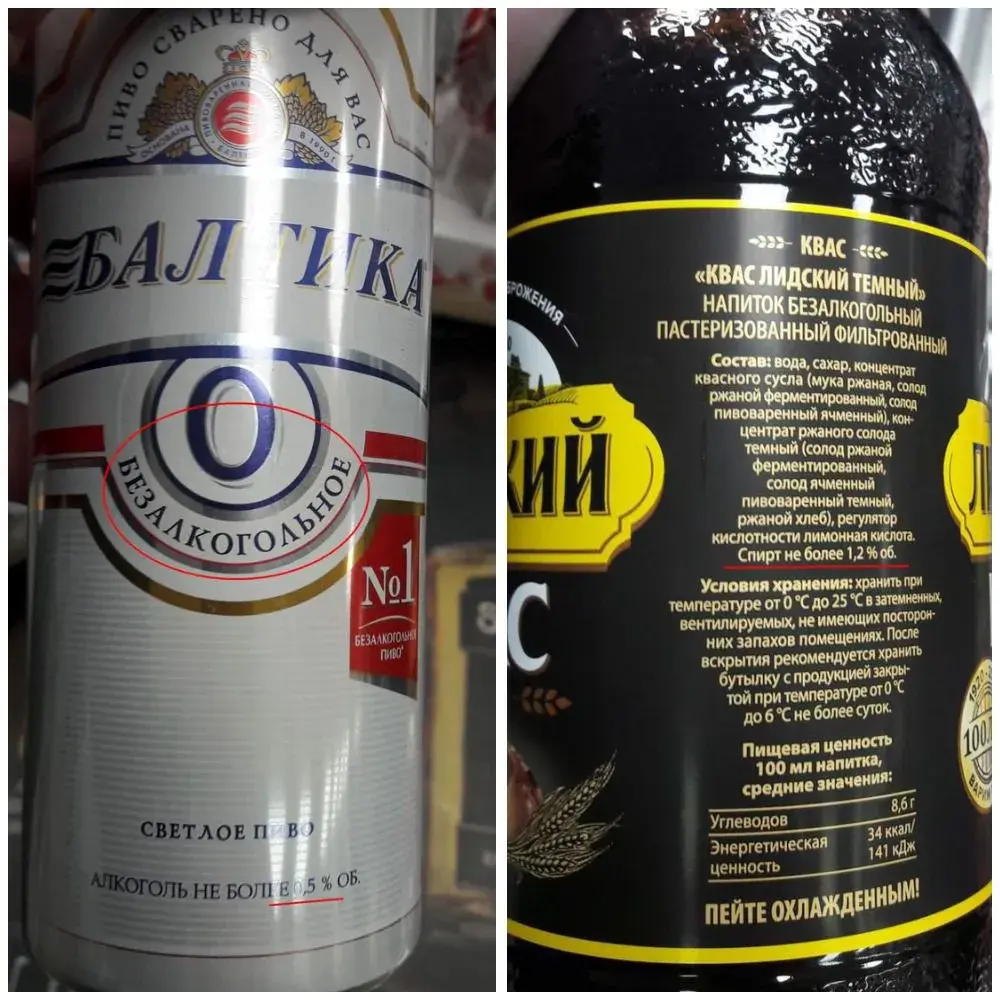 ПИВО СВАРЕНО ДЛЯ ВАС
ПИВОВАРЕННАЯ
БАЛТИКА
ОСНОВАНА В 1990 Г.
БАЛТИКА
0
БЕЗАЛКОГОЛЬНОЕ
№1
БЕЗАЛКОГОЛЬНОЕ
ПИВО*
СВЕТЛОЕ ПИВО
АЛКОГОЛЬ НЕ БОЛЕЕ 0,5 % ОБ.
КВАС
«КВАС ЛИДСКИЙ ТЕМНЫЙ»
НАПИТОК БЕЗАЛКОГОЛЬНЫЙ
ПАСТЕРИЗОВАННЫЙ ФИЛЬТРОВАННЫЙ
Состав: вода, сахар, концентрат
квасного сусла (мука ржаная, солод
ржаной ферментированный, солод
пивоваренный ячменный), кон-
центрат ржаного солода
темный (солод ржаной
ферментированный,
солод ячменный
пивоваренный темный,
ржаной хлеб), регулятор
кислотности лимонная кислота.
Спирт не более 1,2 % об.
Условия хранения: хранить при
температуре от 0 °С до 25 °С в затемненных,
вентилируемых, не имеющих посторон-
них запахов помещениях. После
вскрытия рекомендуется хранить
бутылку с продукцией закры-
той при температуре от 0 °С
до 6 °С не более суток.
Пищевая ценность
100 мл напитка,
средние значения:
Углеводов 8,6 г
Энергетическая 34 ккал/
ценность 141 кДж
ПЕЙТЕ ОХЛАЖДЕННЫМ!
БРОЖЕНИЯ
КИЙ
С
Л
100